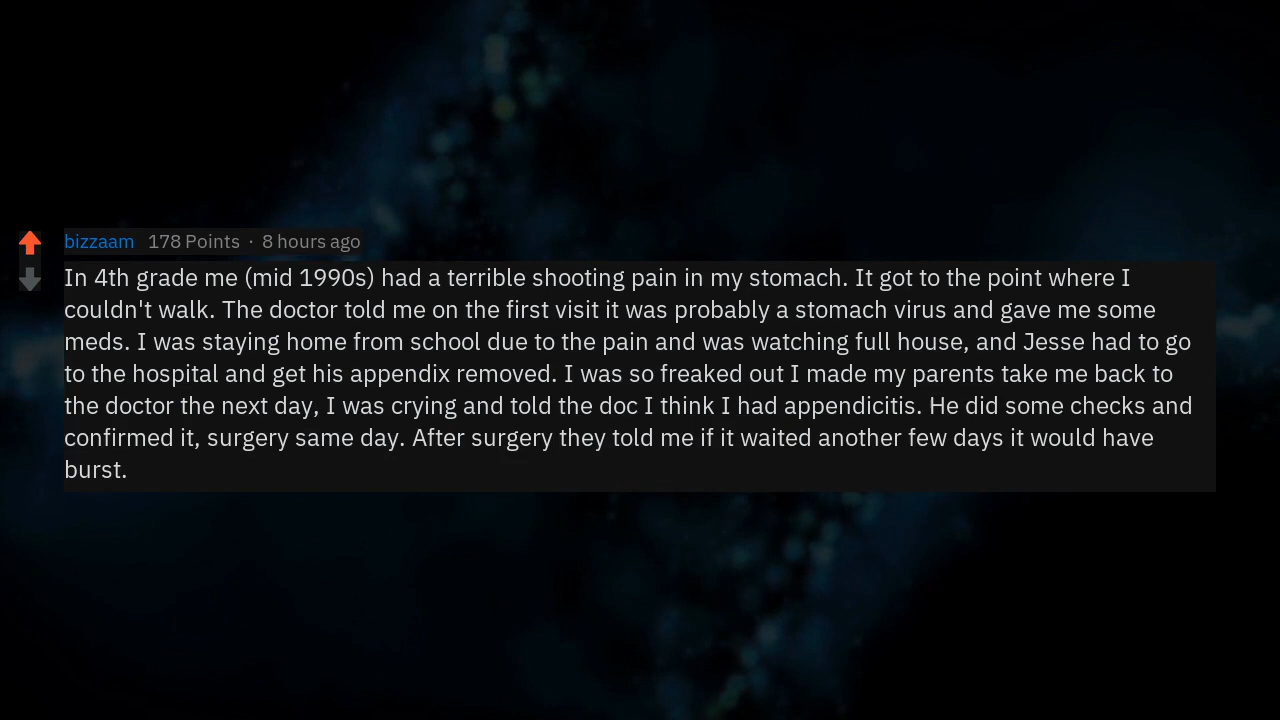 bizzaam 178 Points · 8 hours ago
In 4th grade me (mid 1990s) had a terrible shooting pain in my stomach. It got to the point where I
couldn't walk. The doctor told me on the first visit it was probably a stomach virus and gave me some
meds. I was staying home from school due to the pain and was watching full house, and Jesse had to go
to the hospital and get his appendix removed. I was so freaked out I made my parents take me back to
the doctor the next day, I was crying and told the doc I think I had appendicitis. He did some checks and
confirmed it, surgery same day. After surgery they told me if it waited another few days it would have
burst.